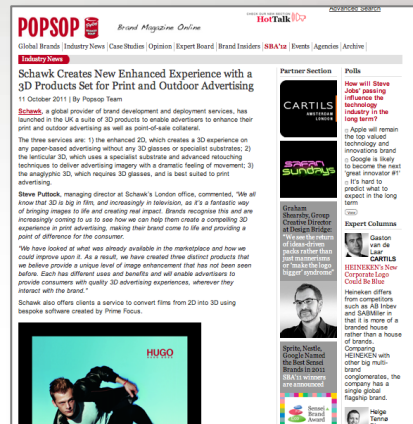 Advanced Search
POPSOP
Brand Magazine Online
CHECK OUR NEW SECTION
HotTalk
Global Brands | Industry News | Case Studies | Opinion | Expert Board | Brand Insiders | SBA'12 | Events | Agencies | Archive |
Industry News
Schawk Creates New Enhanced Experience with a
3D Products Set for Print and Outdoor Advertising
11 October 2011 | By Popsop Team
Schawk, a global provider of brand development and deployment services, has
launched in the UK a suite of 3D products to enable advertisers to enhance their
print and outdoor advertising as well as point-of-sale collateral.
The three services are: 1) the enhanced 2D, which creates a 3D experience on
any paper-based advertising without any 3D glasses or specialist substrates; 2)
the lenticular 3D, which uses a specialist substrate and advanced retouching
techniques to deliver advertising imagery with a dramatic feeling of movement; 3)
the anaglyphic 3D, which requires 3D glasses, and is best suited to print
advertising.
Steve Puttock, managing director at Schawk's London office, commented, "We all
know that 3D is big in film, and increasingly in television, as it's a fantastic way
of bringing images to life and creating real impact. Brands recognise this and are
increasingly coming to us to see how we can help them create a compelling 3D
experience in print advertising, making their brand come to life and providing a
point of difference for the consumer.
"We have looked at what was already available in the marketplace and how we
could improve upon it. As a result, we have created three distinct products that
we believe provide a unique level of image enhancement that has not been seen
before. Each has different uses and benefits and will enable advertisers to
provide consumers with quality 3D advertising experiences, wherever they
interact with the brand."
Schawk also offers clients a service to convert films from 2D into 3D using
bespoke software created by Prime Focus.
HUGO
HUGO BOSS
Partner Section
CARTILS
AMSTERDAM
LONDON
SAFARI
SUNDAYS
Graham
Shearsby, Group
Creative Director
at Design Bridge:
"We see the return
of ideas-driven
packs rather than
just mannerisms
or 'make the logo
bigger' syndrome"
Sprite, Nestle,
Google Named
the Best Sensei
Brands in 2011
SBA'11 winners
are announced
Sensei
Brand
Award
Polls
How will Steve
Jobs' passing
influence the
technology
industry in the
long term?
Apple will remain
the top valued
technology and
innovations brand
Google is likely
to become the next
'great innovator #1'
It's hard to
predict what to
expect in the long
term
Vote
Expert Columns
Gaston
van de
Laar
CARTILS
HEINEKEN's New
Corporate Logo
Could Be Blue
Heineken differs
from competitors
such as AB Inbev
and SABMiller in
that it is more of a
branded house
rather than a house
of brands.
Comparing
HEINEKEN with
other big multi-
brand
conglomerates, the
company has a
single global
flagship brand.
Helge
Tennø